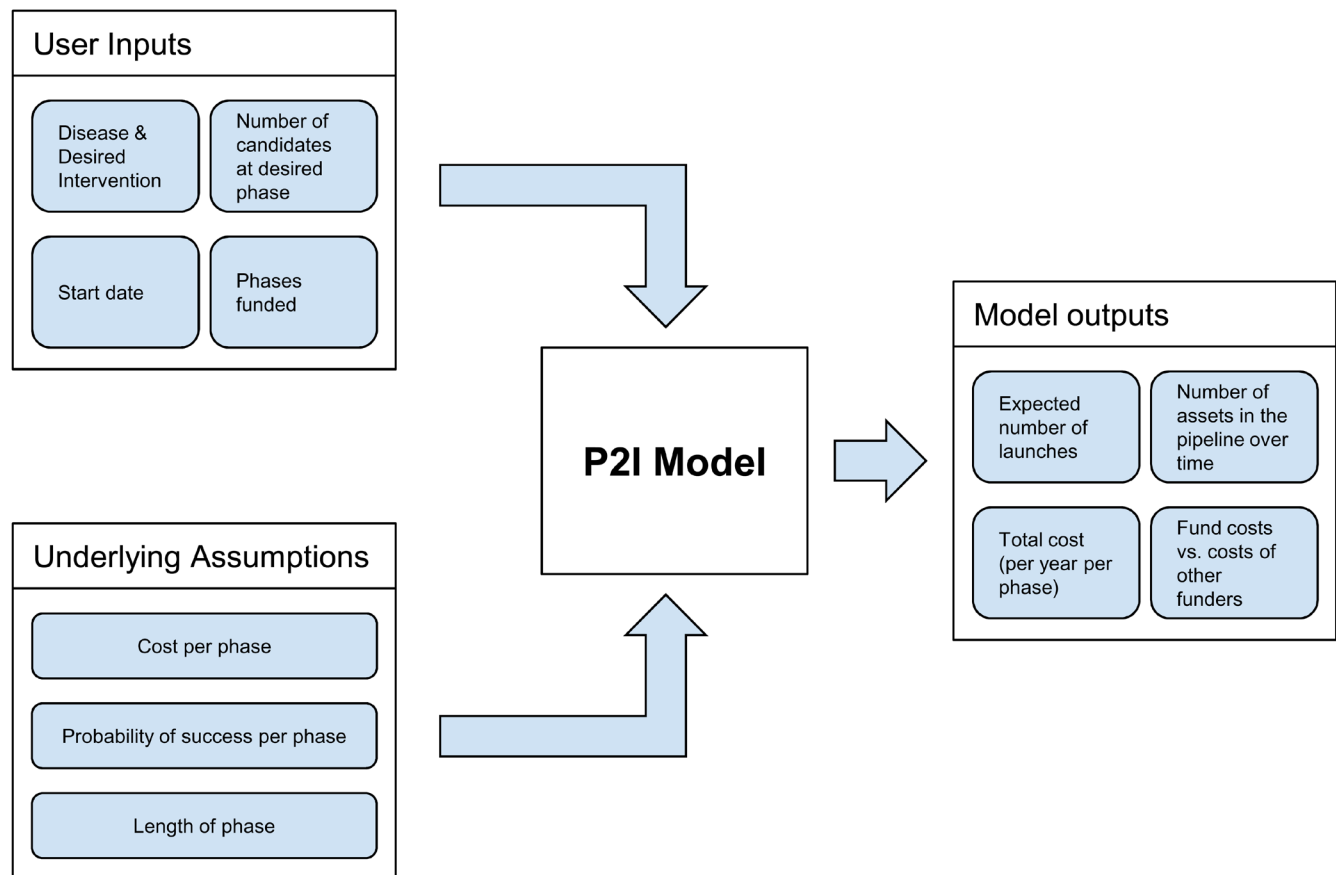 User Inputs
Disease &
Desired
Intervention
Number of
candidates
at desired
phase
Start date
Phases
funded
Underlying Assumptions
Cost per phase
Probability of success per phase
Length of phase
P2I Model
Model outputs
Expected
number of
launches
Number of
assets in the
pipeline over
time
Total cost
(per year per
phase)
Fund costs
vs. costs of
other
funders